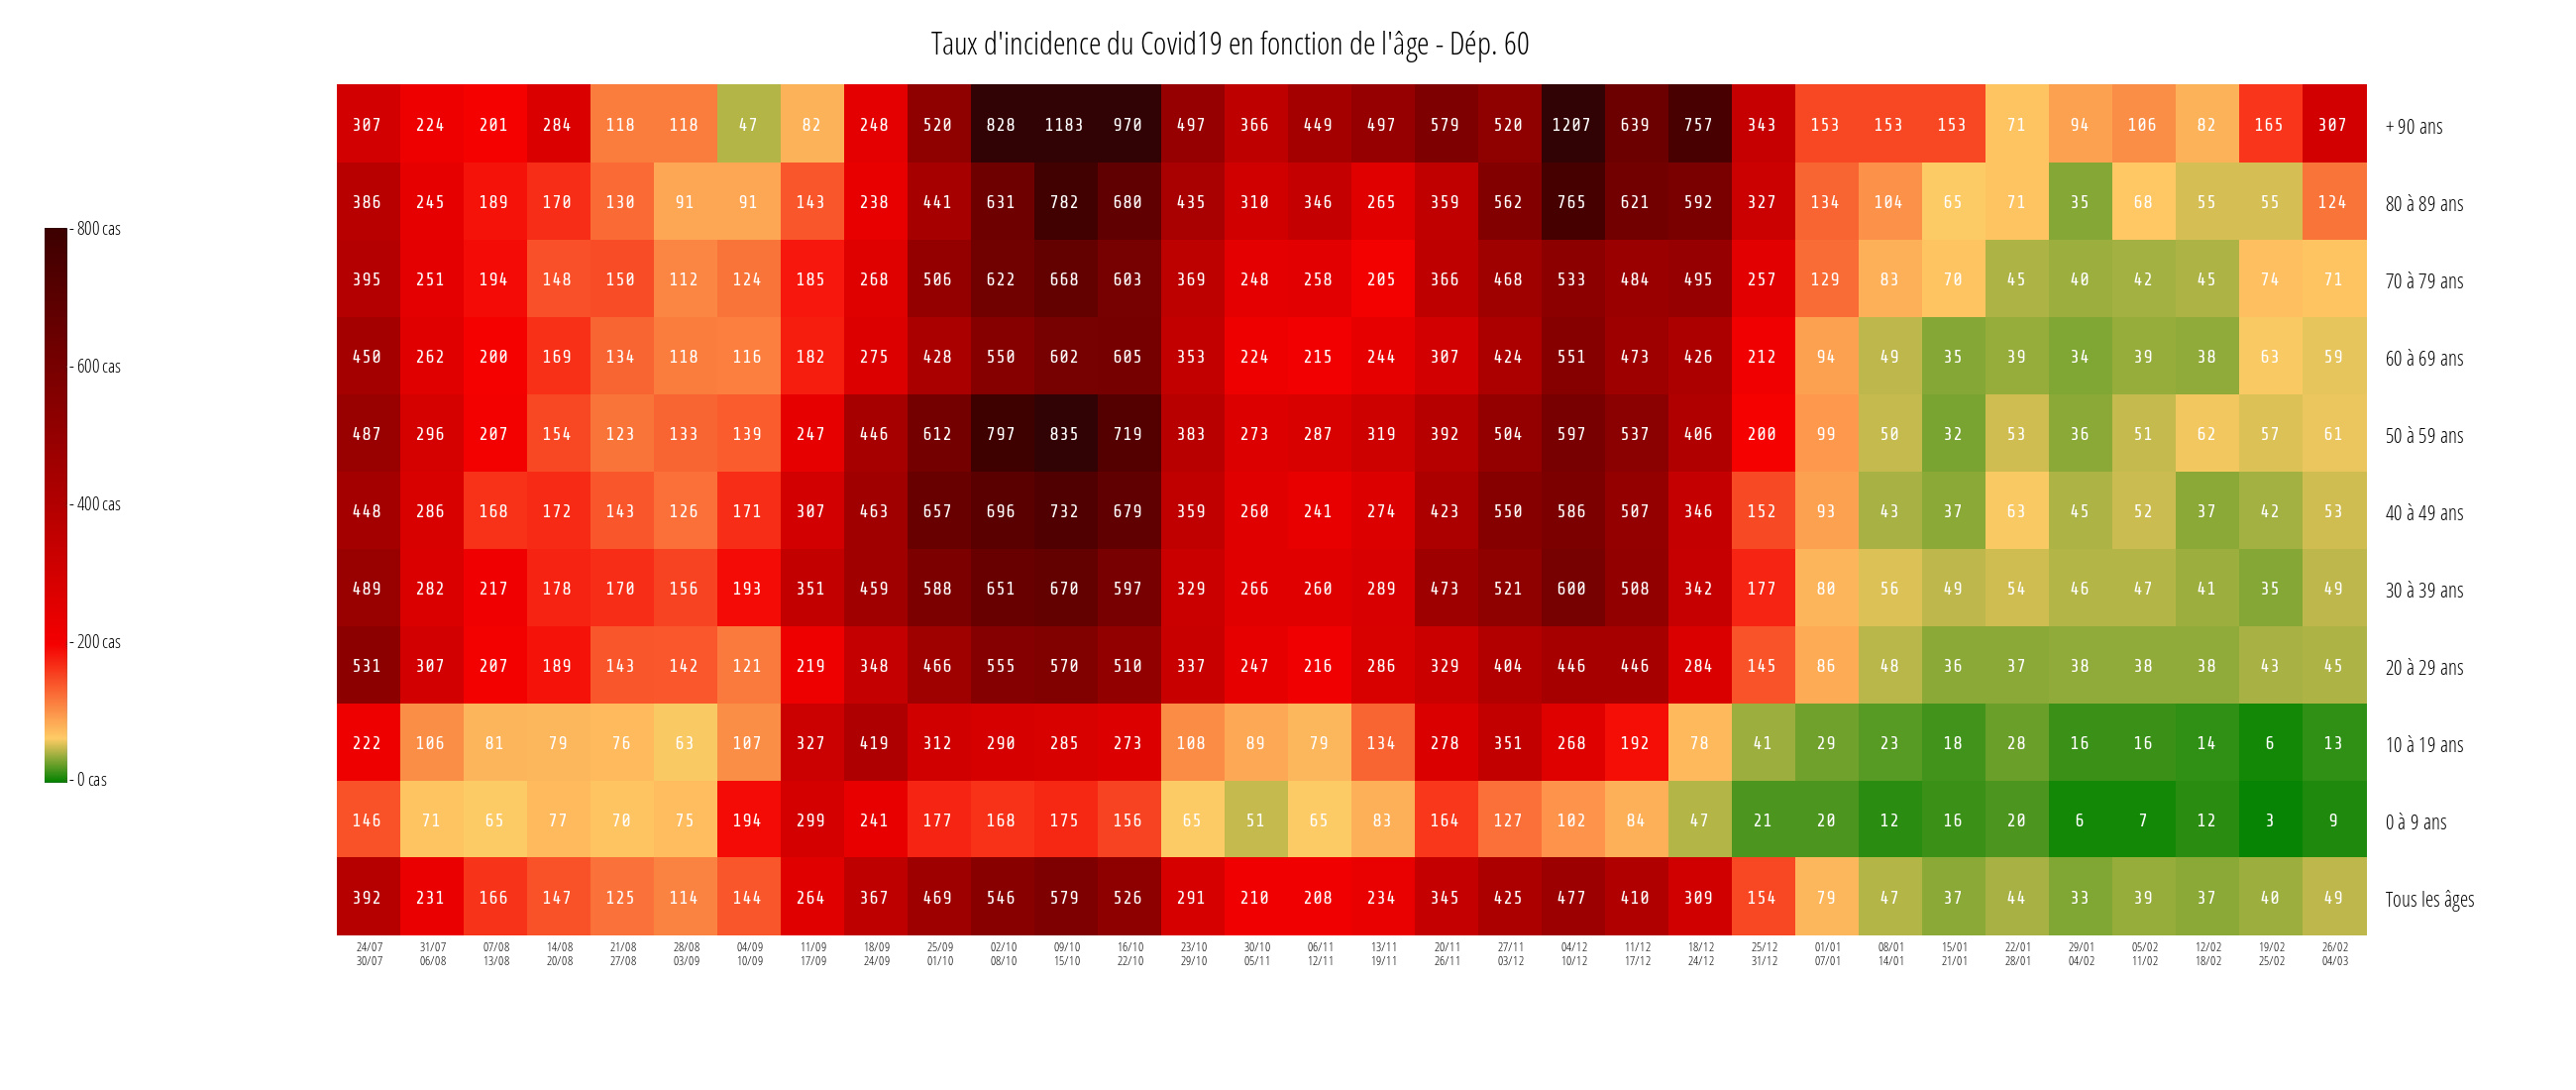 Taux d'incidence du Covid19 en fonction de l'âge - Dép. 60
307 224 201 284 118 118 47 82 248 520 828 1183 970 497 366 449 497 579 520 1207 639 757 343 153 153 153 71 94 106 82 165 307 + 90 ans
386 245 189 170 130 91 91 143 238 441 631 782 680 435 310 346 265 359 562 765 621 592 327 134 104 65 71 35 68 55 55 124 80 à 89 ans
395 251 194 148 150 112 124 185 268 506 622 668 603 369 248 258 205 366 468 533 484 495 257 129 83 70 45 40 42 45 74 71 70 à 79 ans
450 262 200 169 134 118 116 182 275 428 550 602 605 353 224 215 244 307 424 551 473 426 212 94 49 35 39 34 39 38 63 59 60 à 69 ans
487 296 207 154 123 133 139 247 446 612 797 835 719 383 273 287 319 392 504 597 537 406 200 99 50 32 53 36 51 62 57 61 50 à 59 ans
448 286 168 172 143 126 171 307 463 657 696 732 679 359 260 241 274 423 550 586 507 346 152 93 43 37 63 45 52 37 42 53 40 à 49 ans
489 282 217 178 170 156 193 351 459 588 651 670 597 329 266 260 289 473 521 600 508 342 177 80 56 49 54 46 47 41 35 49 30 à 39 ans
531 307 207 189 143 142 121 219 348 466 555 570 510 337 247 216 286 329 404 446 446 284 145 86 48 36 37 38 38 38 43 45 20 à 29 ans
222 106 81 79 76 63 107 327 419 312 290 285 273 108 89 79 134 278 351 268 192 78 41 29 23 18 28 16 16 14 6 13 10 à 19 ans
146 71 65 77 70 75 194 299 241 177 168 175 156 65 51 65 83 164 127 102 84 47 21 20 12 16 20 6 7 12 3 9 0 à 9 ans
392 231 166 147 125 114 144 264 367 469 546 579 526 291 210 208 234 345 425 477 410 309 154 79 47 37 44 33 39 37 40 49 Tous les âges
24/07 31/07 07/08 14/08 21/08 28/08 04/09 11/09 18/09 25/09 02/10 09/10 16/10 23/10 30/10 06/11 13/11 20/11 27/11 04/12 11/12 18/12 25/12 01/01 08/01 15/01 22/01 29/01 05/02 12/02 19/02 26/02
30/07 06/08 13/08 20/08 27/08 03/09 10/09 17/09 24/09 01/10 08/10 15/10 22/10 29/10 05/11 12/11 19/11 26/11 03/12 10/12 17/12 24/12 31/12 07/01 14/01 21/01 28/01 04/02 11/02 18/02 25/02 04/03
- 800 cas
- 600 cas
- 400 cas
- 200 cas
- 0 cas